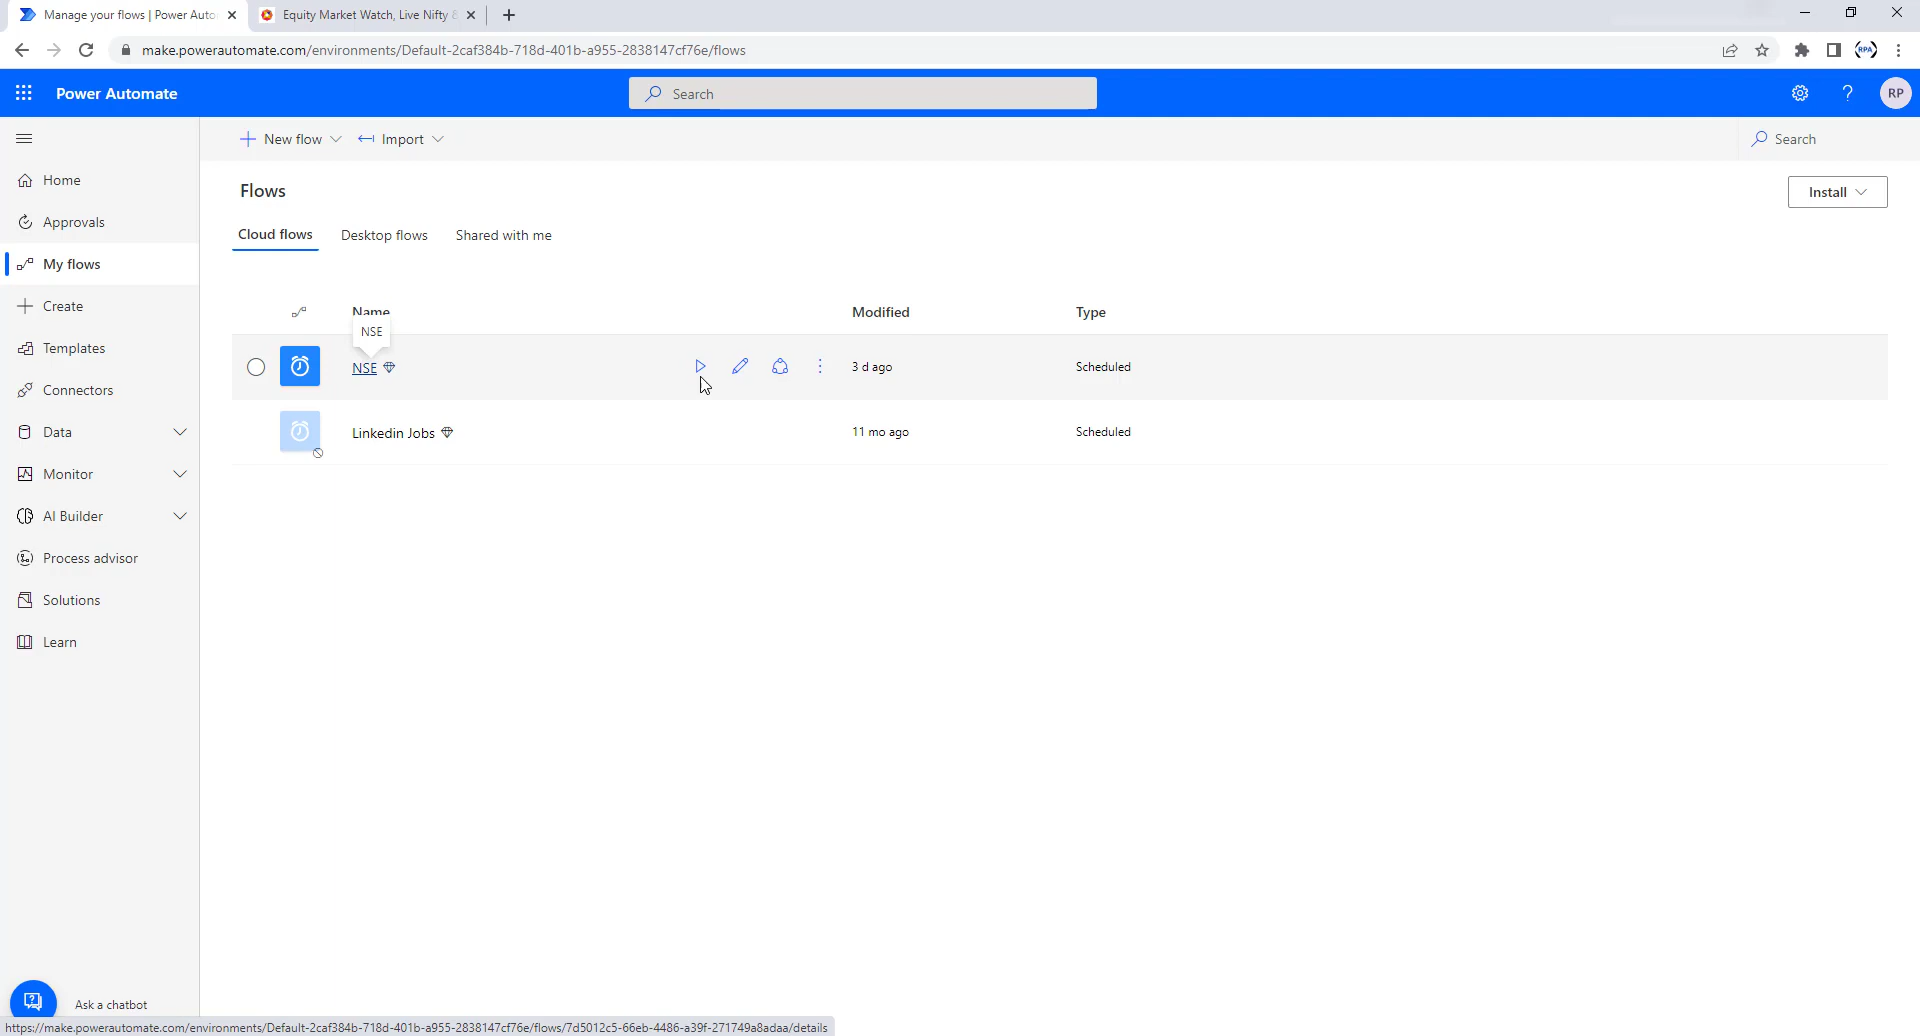 Manage your flows | Power Auto
Equity Market Watch, Live Nifty &
make.powerautomate.com/environments/Default-2caf384b-718d-401b-a955-2838147cf76e/flows
(RPA)
Power Automate
Search
?
RP
New flow
Import
Search
Home
Flows
Install
Approvals
Cloud flows
Desktop flows
Shared with me
My flows
Create
Name
Modified
Type
NSE
Templates
NSE
3 d ago
Scheduled
Connectors
Data
Linkedin Jobs
11 mo ago
Scheduled
Monitor
AI Builder
Process advisor
Solutions
Learn
Ask a chatbot
https://make.powerautomate.com/environments/Default-2caf384b-718d-401b-a955-2838147cf76e/flows/7d5012c5-66eb-4486-a39f-271749a8adaa/details